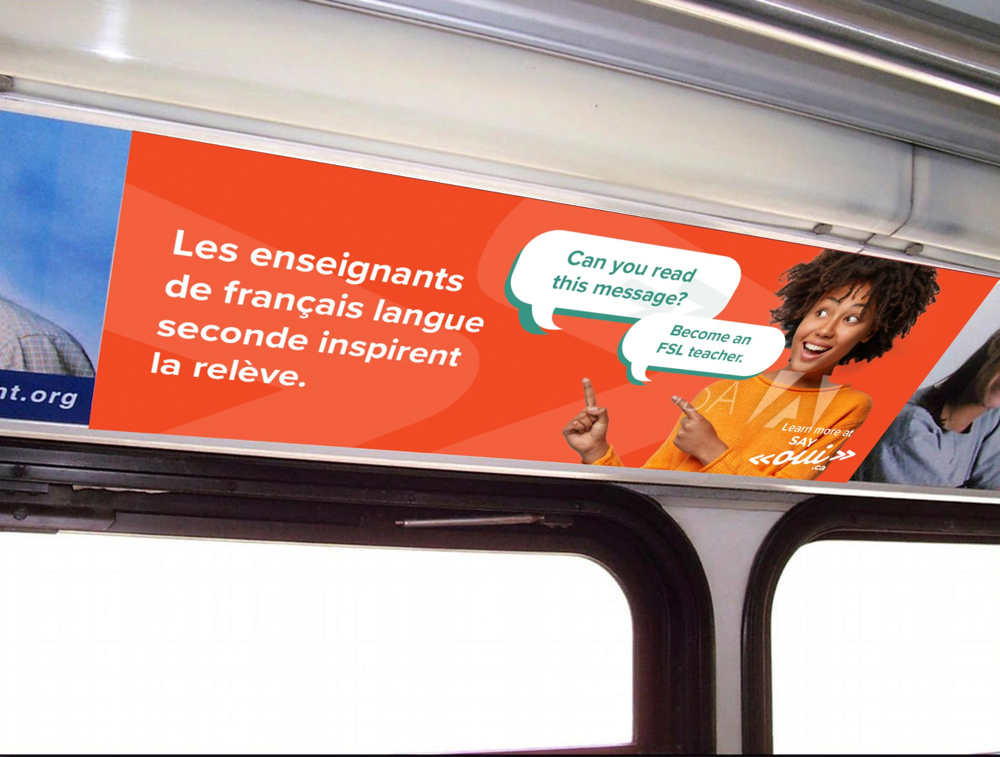 nt.org
Les enseignants
de français langue
seconde inspirent
la relève.
Can you read
this message?
Become an
FSL teacher.
Learn more at
SAY
«oui»
.ca